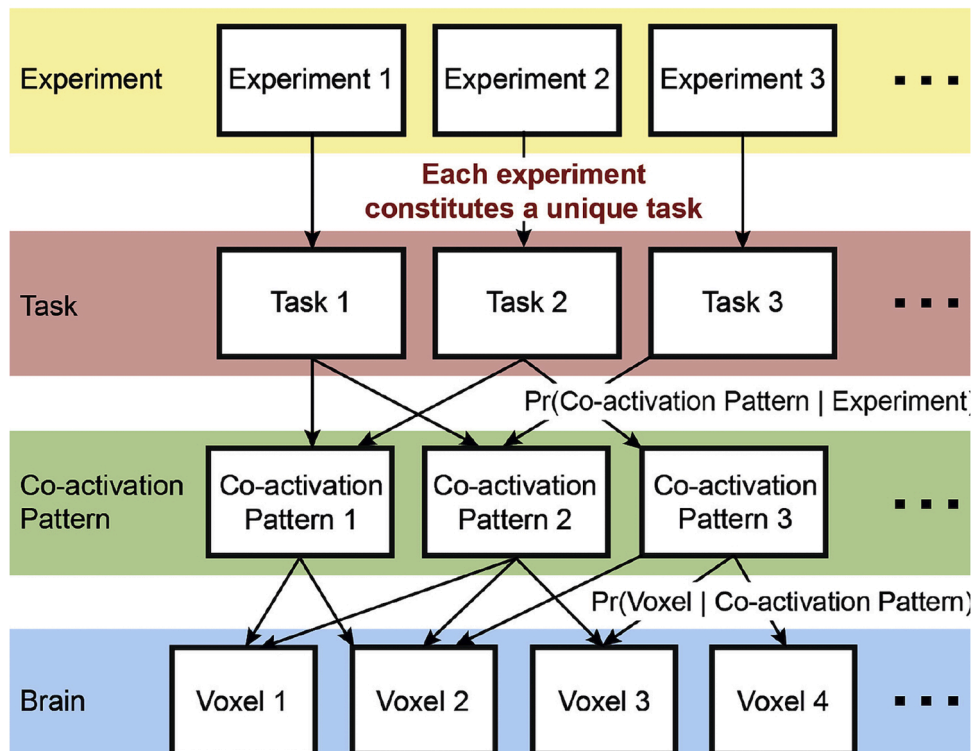 Experiment
Experiment 1
Experiment 2
Experiment 3
Each experiment
constitutes a unique task
Task
Task 1
Task 2
Task 3
Pr(Co-activation Pattern | Experiment)
Co-activation
Pattern
Co-activation
Pattern 1
Co-activation
Pattern 2
Co-activation
Pattern 3
Pr(Voxel | Co-activation Pattern)
Brain
Voxel 1
Voxel 2
Voxel 3
Voxel 4